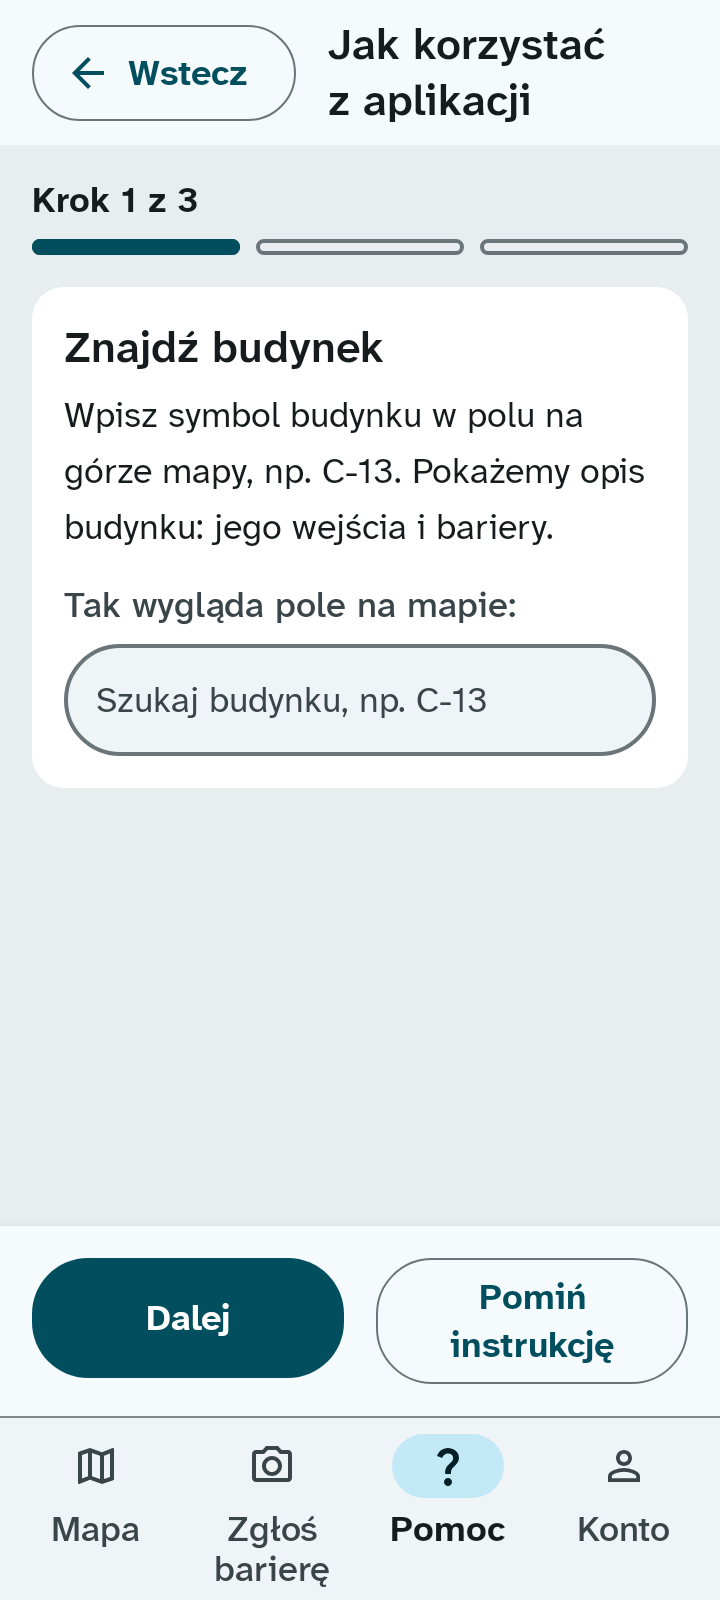 Wstecz
Jak korzystać
z aplikacji
Krok 1 z 3
Znajdź budynek
Wpisz symbol budynku w polu na
górze mapy, np. C-13. Pokażemy opis
budynku: jego wejścia i bariery.
Tak wygląda pole na mapie:
Szukaj budynku, np. C-13
Dalej
Pomiń
instrukcję
Mapa
Zgłoś
barierę
?
Pomoc
Konto